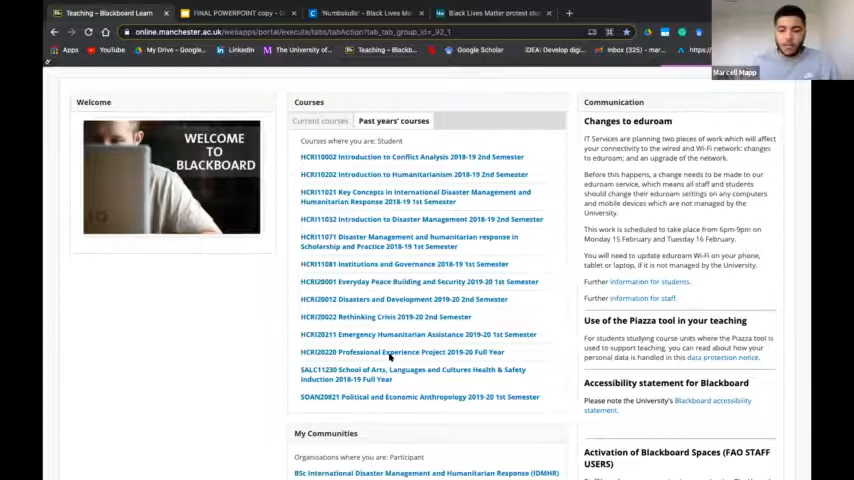 Teaching – Blackboard Learn
FINAL POWERPOINT copy - G
'Numbskulls' - Black Lives Ma
Black Lives Matter protest cla
online.manchester.ac.uk/webapps/portal/execute/tabs/tabAction?tab_tab_group_id=_92_1
Apps YouTube My Drive - Google... LinkedIn Teaching – Blackb... Google Scholar IDEA: Develop digi... Inbox (325) - mar... https:/
Marcell Mapp
Welcome
WELCOME
TO
BLACKBOARD
Courses
Current courses Past years' courses
Courses where you are: Student
HCRI10002 Introduction to Conflict Analysis 2018-19 2nd Semester
HCRI10202 Introduction to Humanitarianism 2018-19 2nd Semester
HCRI11021 Key Concepts in International Disaster Management and
Humanitarian Response 2018-19 1st Semester
HCRI11032 Introduction to Disaster Management 2018-19 2nd Semester
HCRI11071 Disaster Management and humanitarian response in
Scholarship and Practice 2018-19 1st Semester
HCRI11081 Institutions and Governance 2018-19 1st Semester
HCRI20001 Everyday Peace Building and Security 2019-20 1st Semester
HCRI20012 Disasters and Development 2019-20 2nd Semester
HCRI20022 Rethinking Crisis 2019-20 2nd Semester
HCRI20211 Emergency Humanitarian Assistance 2019-20 1st Semester
HCRI20220 Professional Experience Project 2019-20 Full Year
SALC11230 School of Arts, Languages and Cultures Health & Safety
Induction 2018-19 Full Year
SOAN20821 Political and Economic Anthropology 2019-20 1st Semester
My Communities
Organisations where you are: Participant
BSc International Disaster Management and Humanitarian Response (IDMHR)
Communication
Changes to eduroam
IT Services are planning two pieces of work which will affect
your connectivity to the wired and Wi-Fi network: changes
to eduroam; and an upgrade of the network.
Before this happens, a change needs to be made to our
eduroam service, which means all staff and students
should change their eduroam settings on any computers
and mobile devices which are not managed by the
University.
This work is scheduled to take place from 6pm-9pm on
Monday 15 February and Tuesday 16 February.
You will need to update eduroam Wi-Fi on your phone,
tablet or laptop, if it is not managed by the University.
Further information for students.
Further information for staff.
Use of the Piazza tool in your teaching
For students studying course units where the Piazza tool is
used to support teaching, you can read about how your
personal data is handled in this data protection notice.
Accessibility statement for Blackboard
Please note the University's Blackboard accessibility
statement.
Activation of Blackboard Spaces (FAO STAFF
USERS)